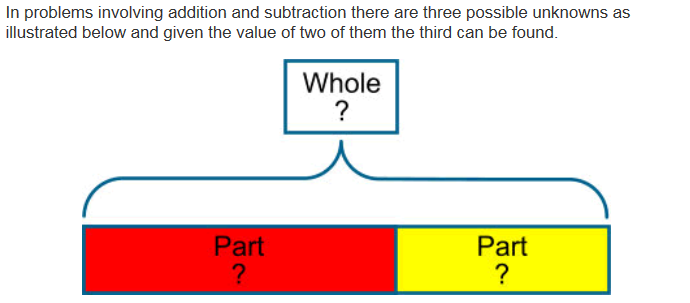 In problems involving addition and subtraction there are three possible unknowns as
illustrated below and given the value of two of them the third can be found.
Whole
?
Part
?
Part
?